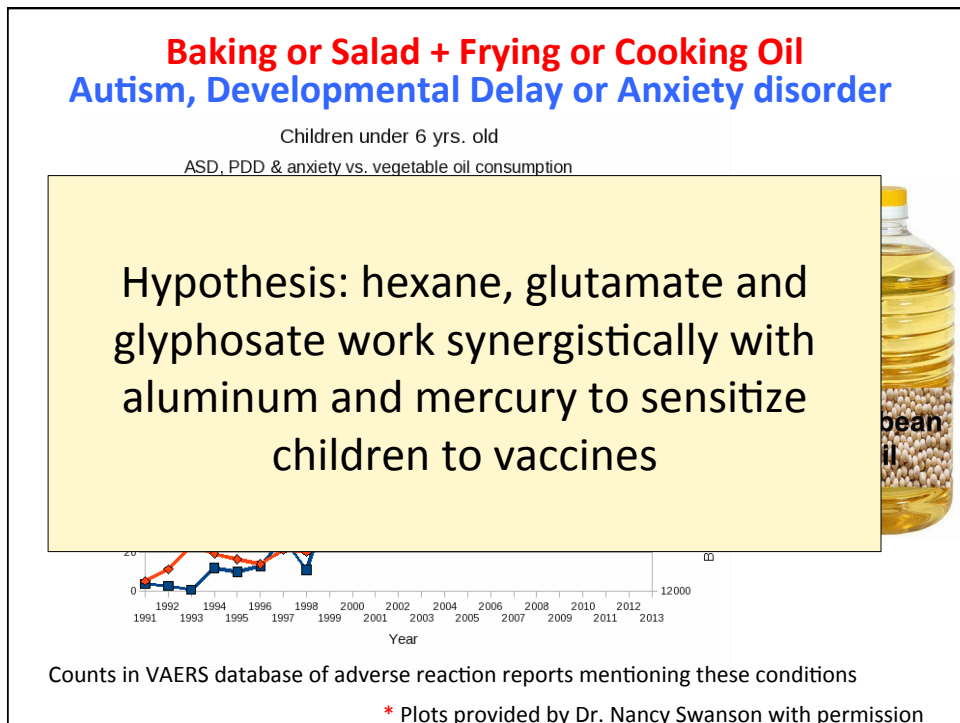 Baking or Salad + Frying or Cooking Oil
Autism, Developmental Delay or Anxiety disorder
Children under 6 yrs. old
ASD, PDD & anxiety vs. vegetable oil consumption
Hypothesis: hexane, glutamate and
glyphosate work synergistically with
aluminum and mercury to sensitize
children to vaccines
bean
il
20
B
0
12000
1992 1994 1996 1998 2000 2002 2004 2006 2008 2010 2012
1991 1993 1995 1997 1999 2001 2003 2005 2007 2009 2011 2013
Year
Counts in VAERS database of adverse reaction reports mentioning these conditions
* Plots provided by Dr. Nancy Swanson with permission